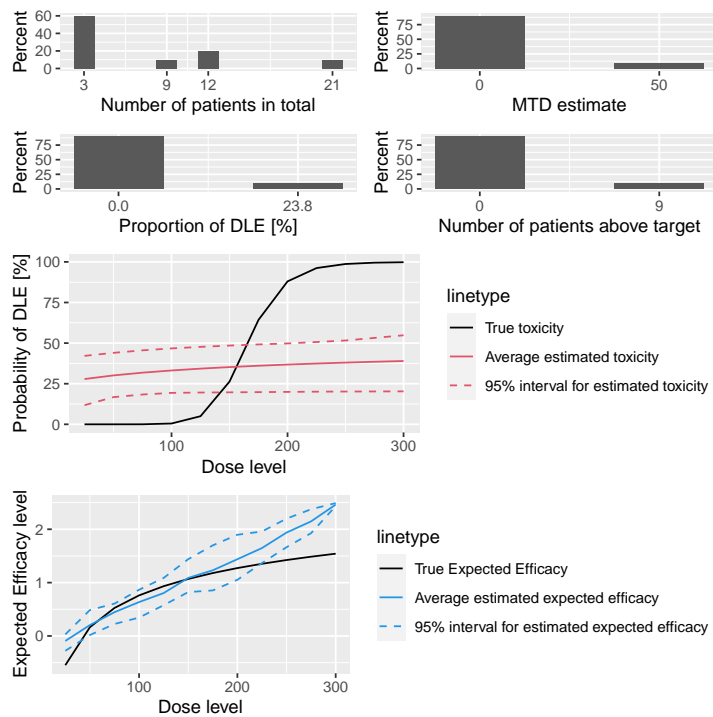 Percent
60
40
20
0
3
9
12
21
Number of patients in total
Percent
75
50
25
0
0
50
MTD estimate
Percent
75
50
25
0
0.0
23.8
Proportion of DLE [%]
Percent
75
50
25
0
0
9
Number of patients above target
Probability of DLE [%]
100
75
50
25
0
100
200
300
Dose level
linetype
True toxicity
Average estimated toxicity
95% interval for estimated toxicity
Expected Efficacy level
2
1
0
100
200
300
Dose level
linetype
True Expected Efficacy
Average estimated expected efficacy
95% interval for estimated expected efficacy